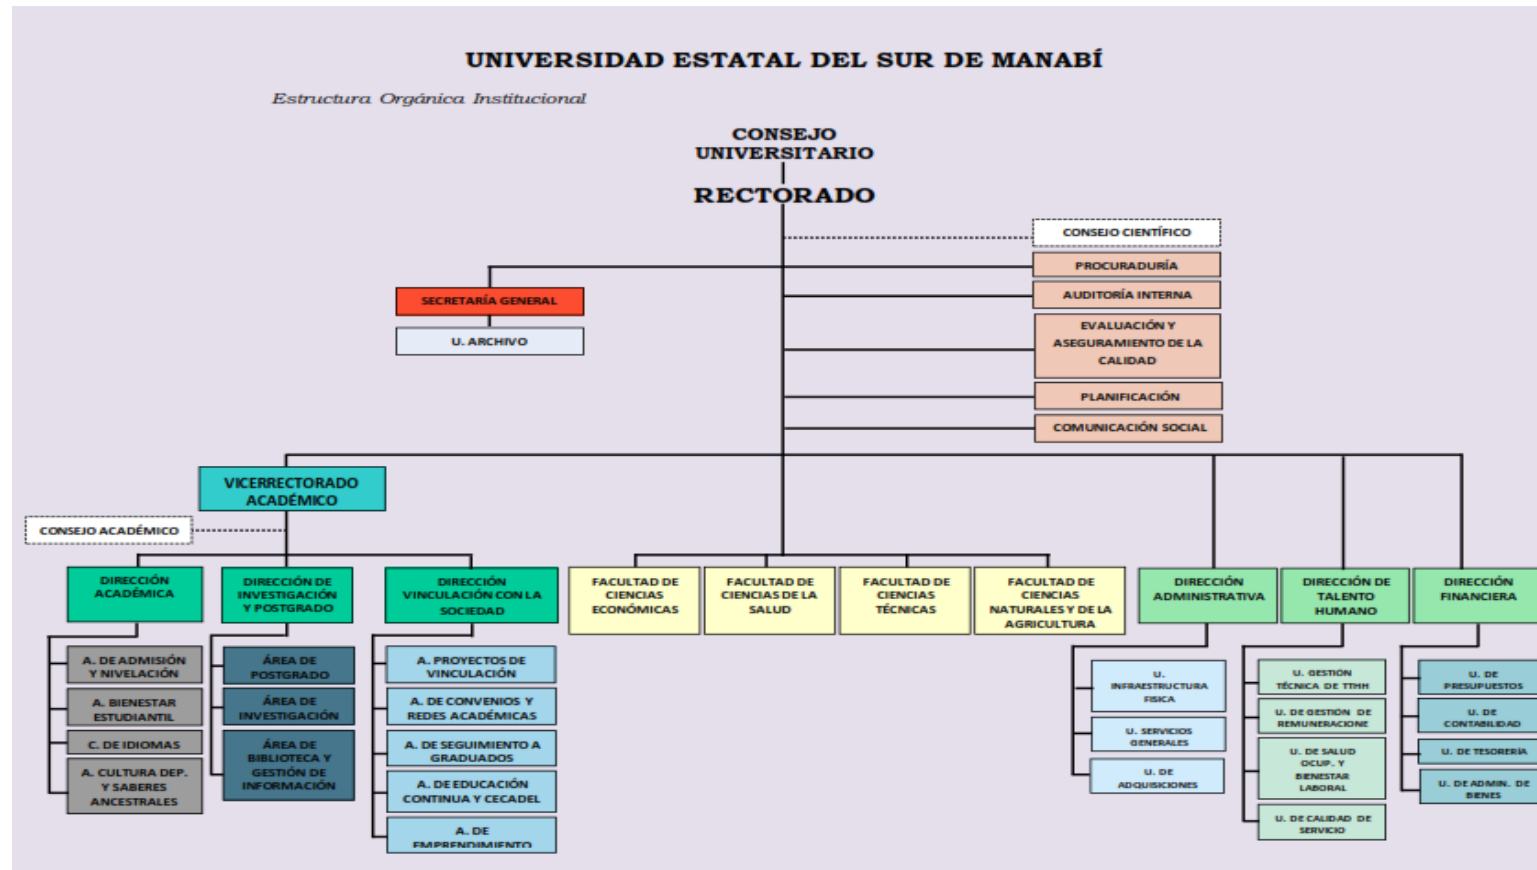 UNIVERSIDAD ESTATAL DEL SUR DE MANABÍ
Estructura Orgánica Institucional
CONSEJO
UNIVERSITARIO
RECTORADO
CONSEJO CIENTÍFICO
PROCURADURÍA
AUDITORÍA INTERNA
EVALUACIÓN Y
ASEGURAMIENTO DE LA
CALIDAD
PLANIFICACIÓN
COMUNICACIÓN SOCIAL
SECRETARÍA GENERAL
U. ARCHIVO
VICERRECTORADO
ACADÉMICO
CONSEJO ACADÉMICO
DIRECCIÓN
ACADÉMICA
A. DE ADMISIÓN
Y NIVELACIÓN
A. BIENESTAR
ESTUDIANTIL
C. DE IDIOMAS
A. CULTURA DEP.
Y SABERES
ANCESTRALES
DIRECCIÓN DE
INVESTIGACIÓN
Y POSTGRADO
ÁREA DE
POSTGRADO
ÁREA DE
INVESTIGACIÓN
ÁREA DE
BIBLIOTECA Y
GESTIÓN DE
INFORMACIÓN
DIRECCIÓN
VINCULACIÓN CON LA
SOCIEDAD
A. PROYECTOS DE
VINCULACIÓN
A. DE CONVENIOS Y
REDES ACADÉMICAS
A. DE SEGUIMIENTO A
GRADUADOS
A. DE EDUCACIÓN
CONTINUA Y CECADEL
A. DE
EMPRENDIMIENTO
FACULTAD DE
CIENCIAS
ECONÓMICAS
FACULTAD DE
CIENCIAS DE LA
SALUD
FACULTAD DE
CIENCIAS
TÉCNICAS
FACULTAD DE
CIENCIAS
NATURALES Y DE LA
AGRICULTURA
DIRECCIÓN
ADMINISTRATIVA
U.
INFRAESTRUCTURA
FISICA
U. SERVICIOS
GENERALES
U. DE
ADQUISICIONES
DIRECCIÓN DE
TALENTO
HUMANO
U. GESTIÓN
TÉCNICA DE TTHH
U. DE GESTIÓN DE
REMUNERACIONE
U. DE SALUD
OCUP. Y
BIENESTAR
LABORAL
U. DE CALIDAD DE
SERVICIO
DIRECCIÓN
FINANCIERA
U. DE
PRESUPUESTOS
U. DE
CONTABILIDAD
U. DE TESORERÍA
U. DE ADMIN. DE
BIENES